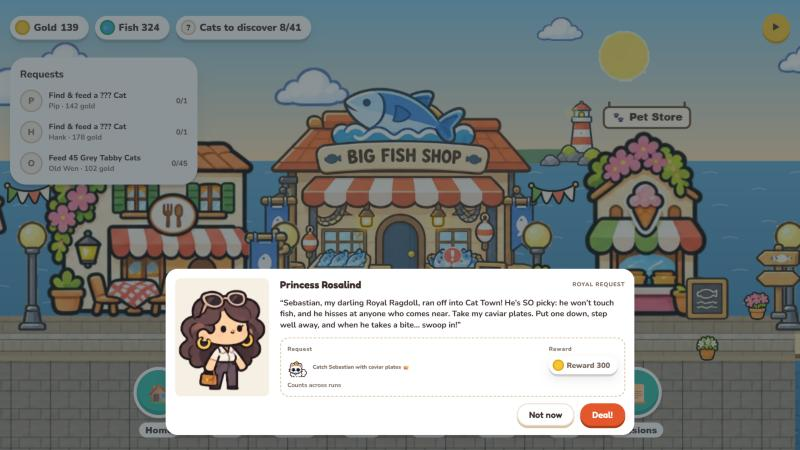 Gold 139
Fish 324
? Cats to discover 8/41
Requests
P Find & feed a ??? Cat 0/1
Pip · 142 gold
H Find & feed a ??? Cat 0/1
Hank · 178 gold
O Feed 45 Grey Tabby Cats 0/45
Old Wen · 102 gold
Pet Store
BIG FISH SHOP
Princess Rosalind
ROYAL REQUEST
“Sebastian, my darling Royal Ragdoll, ran off into Cat Town! He’s SO picky: he won’t touch
fish, and he hisses at anyone who comes near. Take my caviar plates. Put one down, step
well away, and when he takes a bite… swoop in!”
Request
Reward
Catch Sebastian with caviar plates
Reward 300
Counts across runs
Not now
Deal!